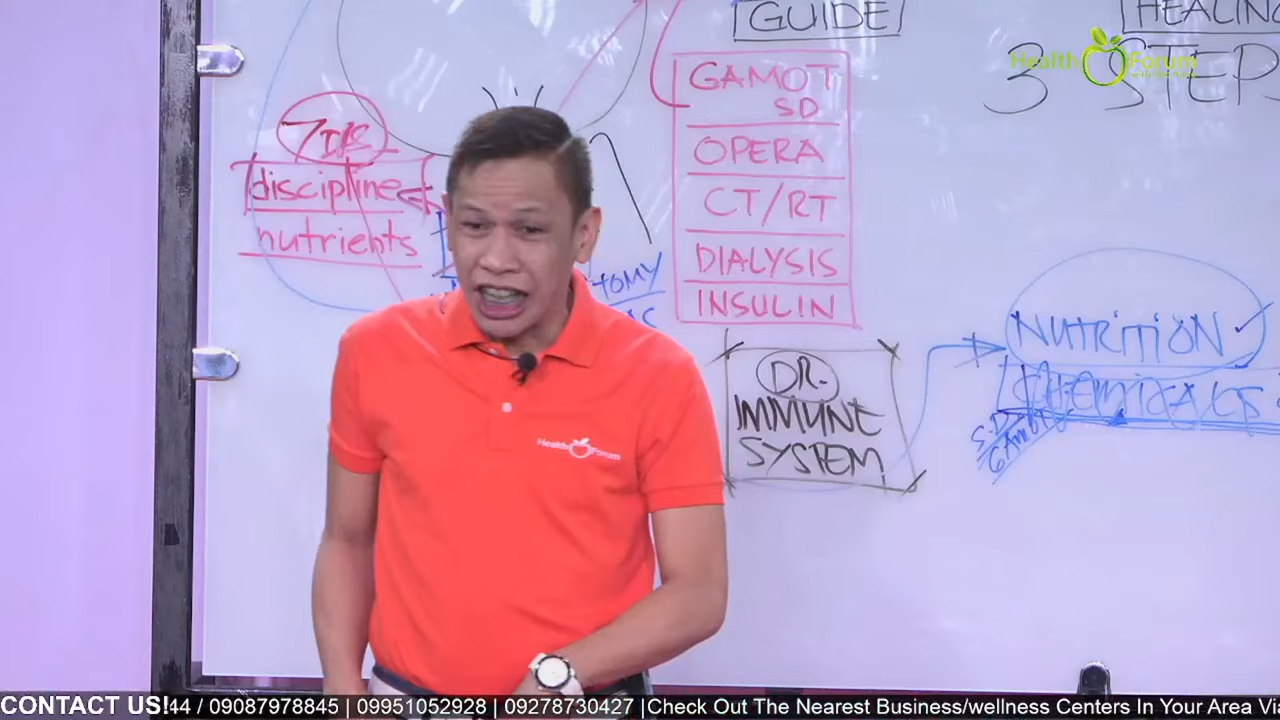 GUIDE
HEALING
3 STEPS
Health Forum
GAMOT
SD
OPERA
CT/RT
DIALYSIS
INSULIN
discipline
nutrients
TOMY
DR.
IMMUNE
SYSTEM
NUTRITION
CHEMICALS
S.D
GAMOT
Health Forum
CONTACT US!44 / 09087978845 | 09951052928 | 09278730427 |Check Out The Nearest Business/wellness Centers In Your Area Via